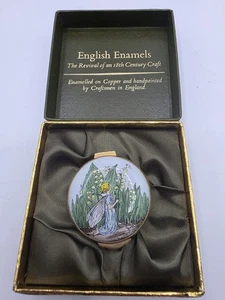 English Enamels
The Revival of an 18th Century Craft
Enamelled on Copper and handpainted
by Craftsmen in England.